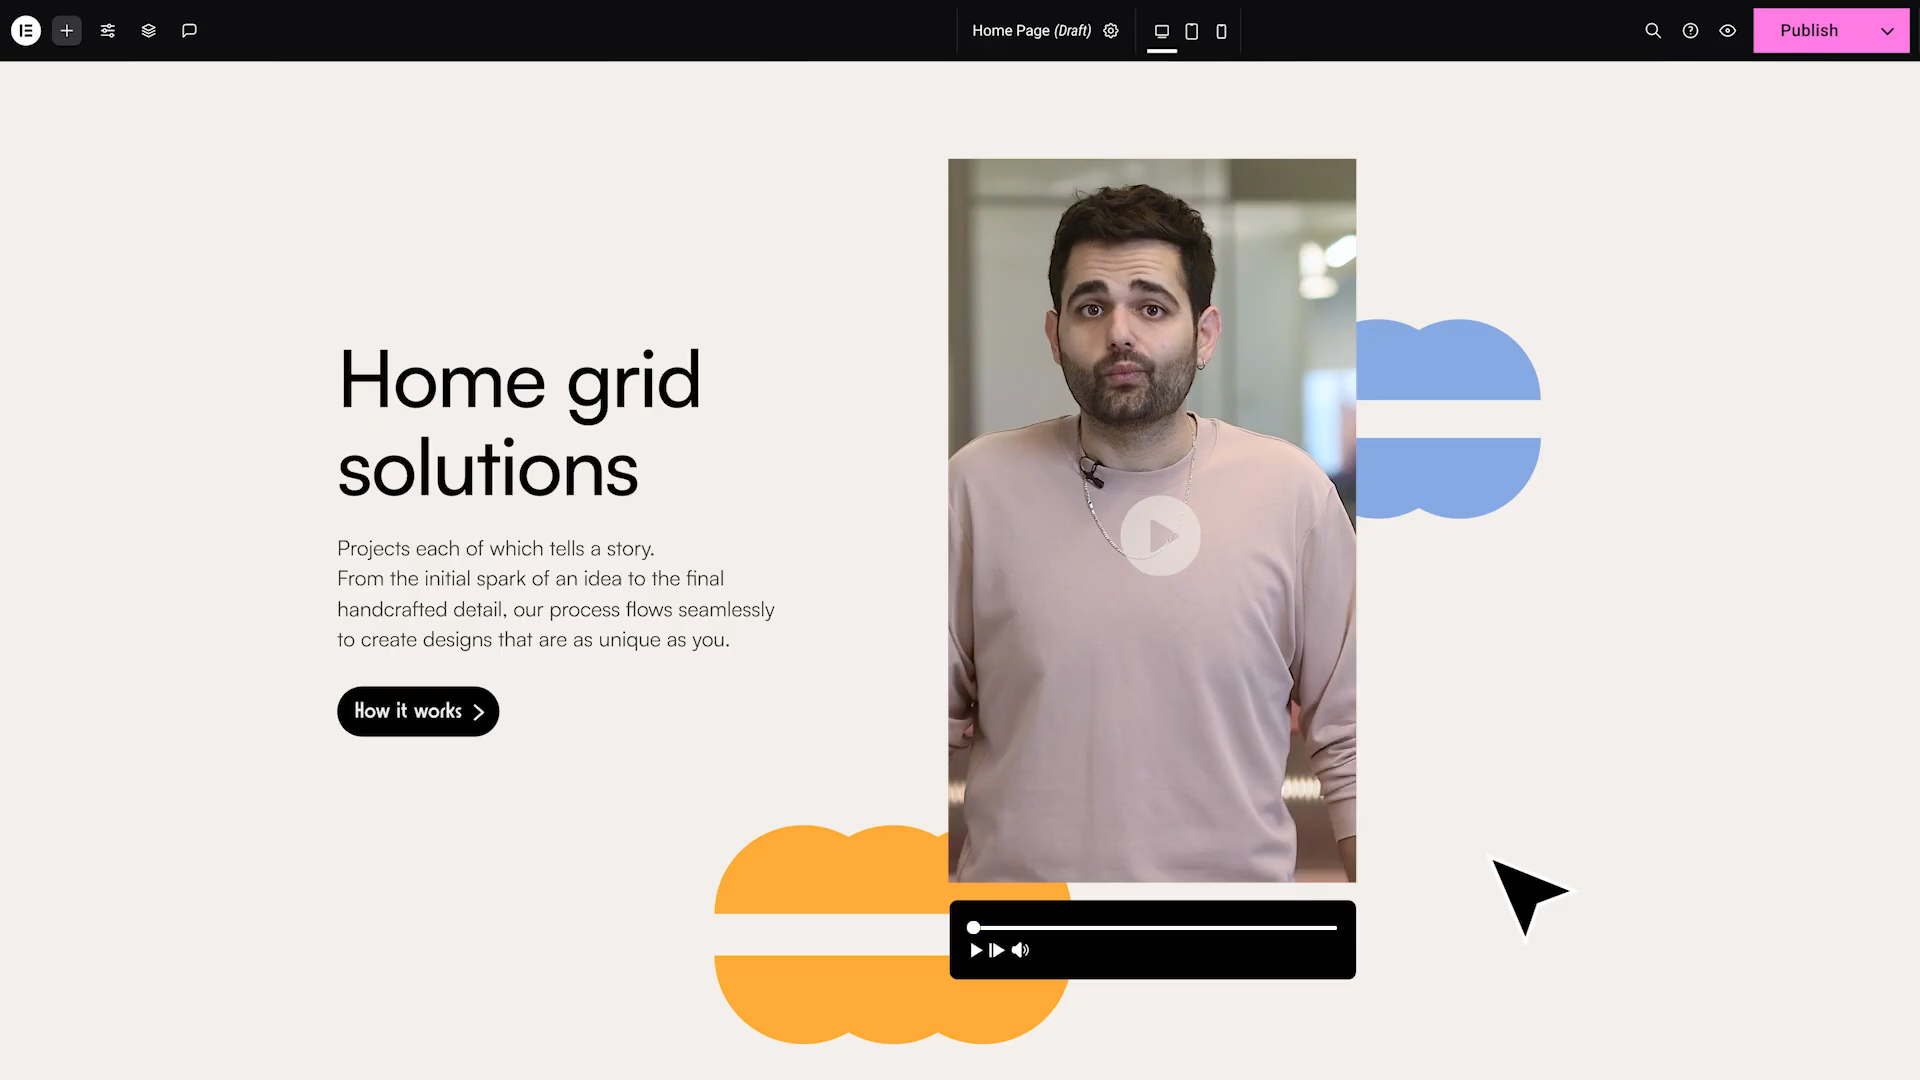 Home Page (Draft)
Publish
Home grid
solutions
Projects each of which tells a story.
From the initial spark of an idea to the final
handcrafted detail, our process flows seamlessly
to create designs that are as unique as you.
How it works